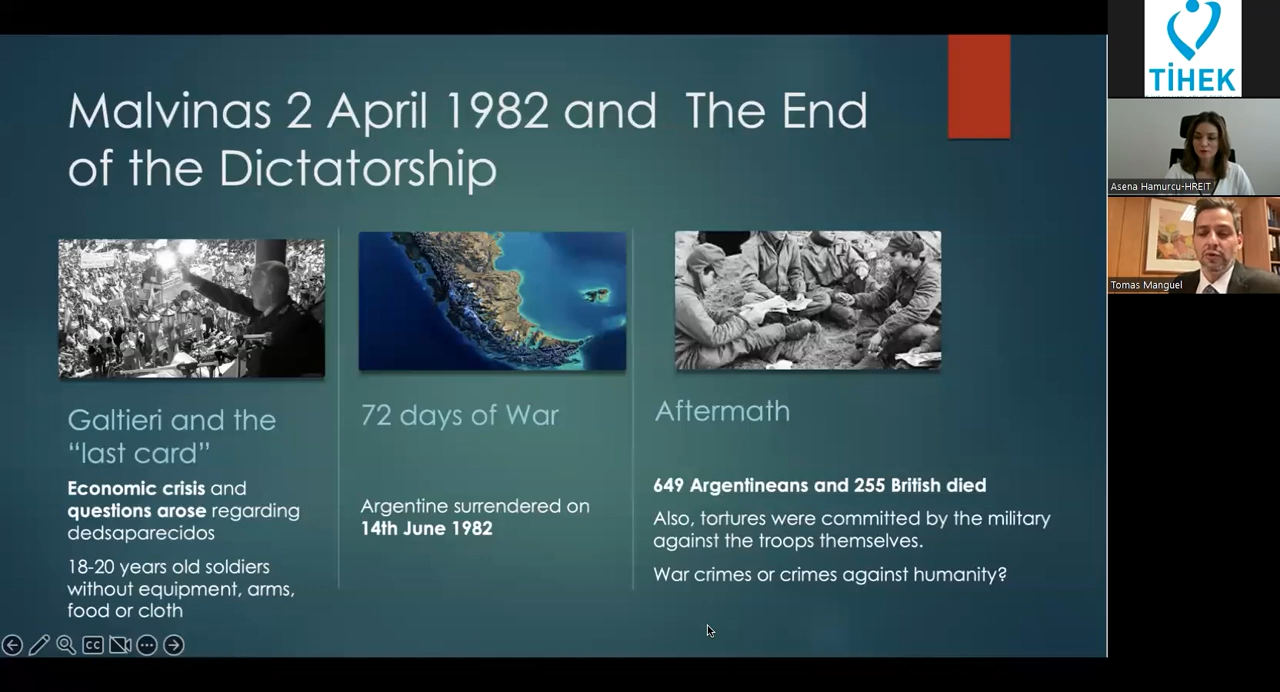 Malvinas 2 April 1982 and The End
of the Dictatorship
Galtieri and the
“last card”
Economic crisis and
questions arose regarding
dedsaparecidos
18-20 years old soldiers
without equipment, arms,
food or cloth
72 days of War
Argentine surrendered on
14th June 1982
Aftermath
649 Argentineans and 255 British died
Also, tortures were committed by the military
against the troops themselves.
War crimes or crimes against humanity?
CC
TİHEK
Asena Hamurcu-HREIT
Tomas Manguel